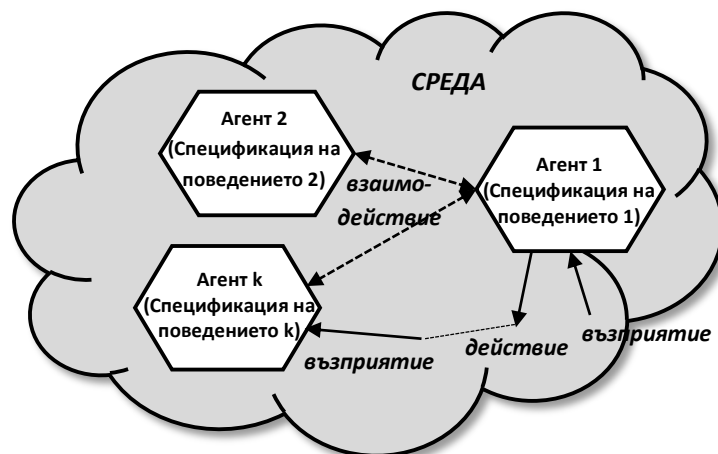 СРЕДА
Агент 2
(Спецификация на
поведението 2)
Агент 1
(Спецификация на
поведението 1)
взаимо-
действие
Агент k
(Спецификация на
поведението k)
възприятие
действие
възприятие